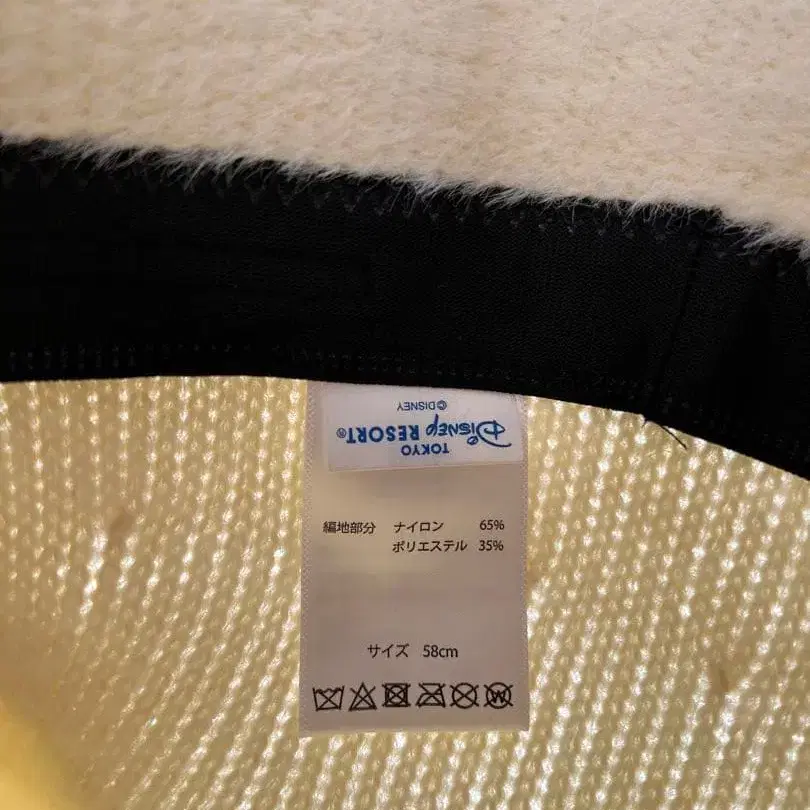 TOKYO
Disney RESORT®
©DISNEY
編地部分 ナイロン 65%
ポリエステル 35%
サイズ 58cm